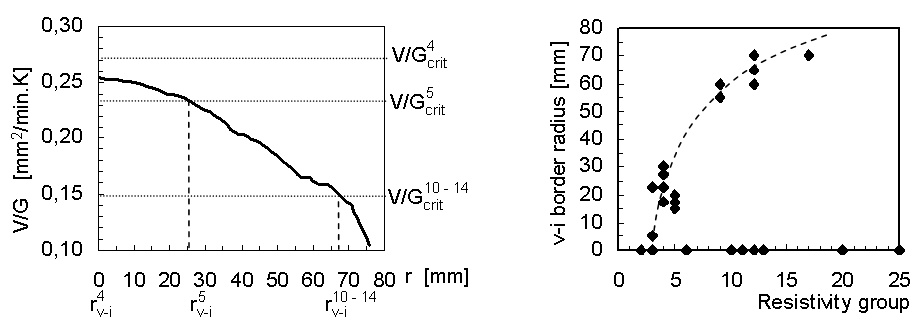 0,30
0,25
0,20
0,15
0,10
V/G [mm²/min.K]
V/G⁴crit
V/G⁵crit
V/G¹⁰⁻¹⁴crit
0 10 20 30 40 50 60 70 80
r [mm]
r⁴v-i r⁵v-i r¹⁰⁻¹⁴v-i
80
70
60
50
40
30
20
10
0
v-i border radius [mm]
0 5 10 15 20 25
Resistivity group